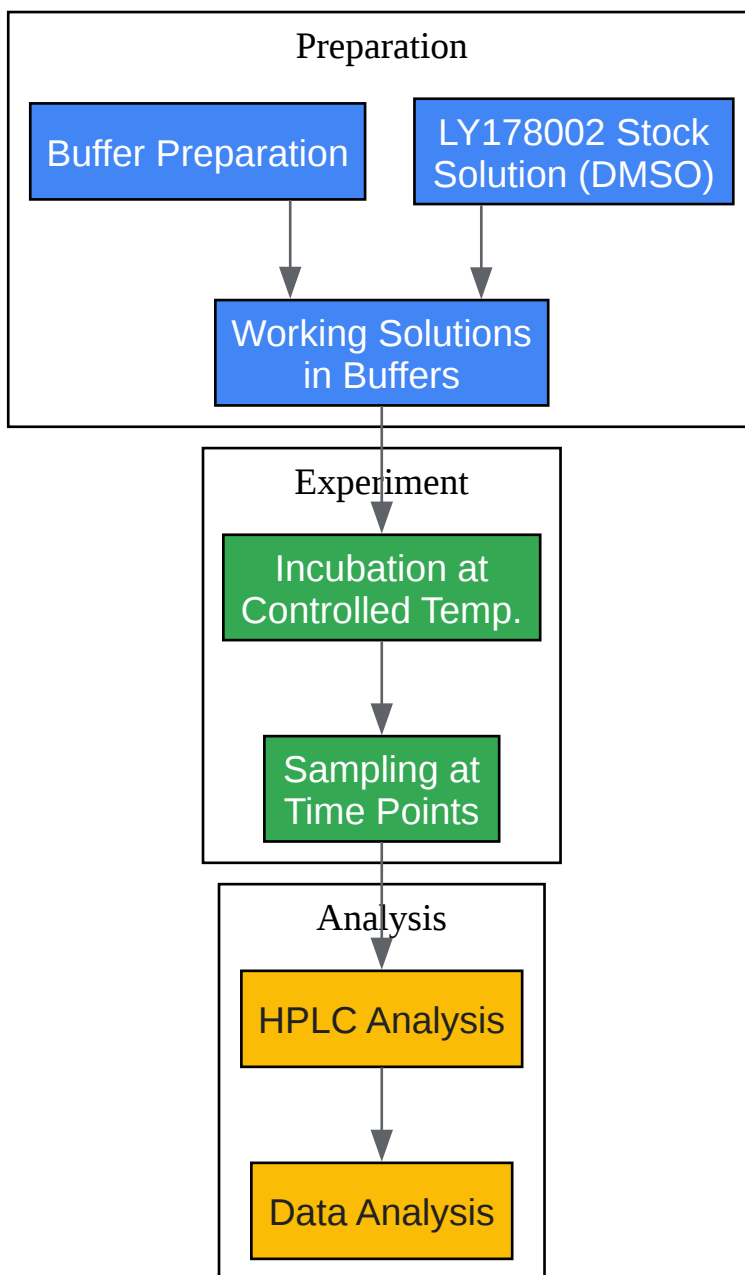 Preparation
Buffer Preparation
LY178002 Stock
Solution (DMSO)
Working Solutions
in Buffers
Experiment
Incubation at
Controlled Temp.
Sampling at
Time Points
Analysis
HPLC Analysis
Data Analysis